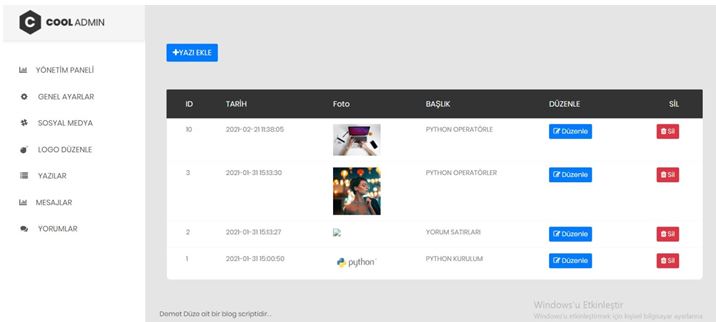 COOL ADMIN
YAZI EKLE
YÖNETİM PANELİ
GENEL AYARLAR
SOSYAL MEDYA
LOGO DÜZENLE
YAZILAR
MESAJLAR
YORUMLAR
ID TARİH Foto BAŞLIK DÜZENLE SİL
10 2021-02-21 11:38:05 PYTHON OPERATÖRLE Düzenle Sil
3 2021-01-31 15:13:30 PYTHON OPERATÖRLER Düzenle Sil
2 2021-01-31 15:13:27 YORUM SATIRLARI Düzenle Sil
1 2021-01-31 15:00:50 python PYTHON KURULUM Düzenle Sil
Demet Düzo ait bir blog scriptidir...
Windows'u Etkinleştir
Windows'u etkinleştirmek için kişisel bilgisayar ayarlarına